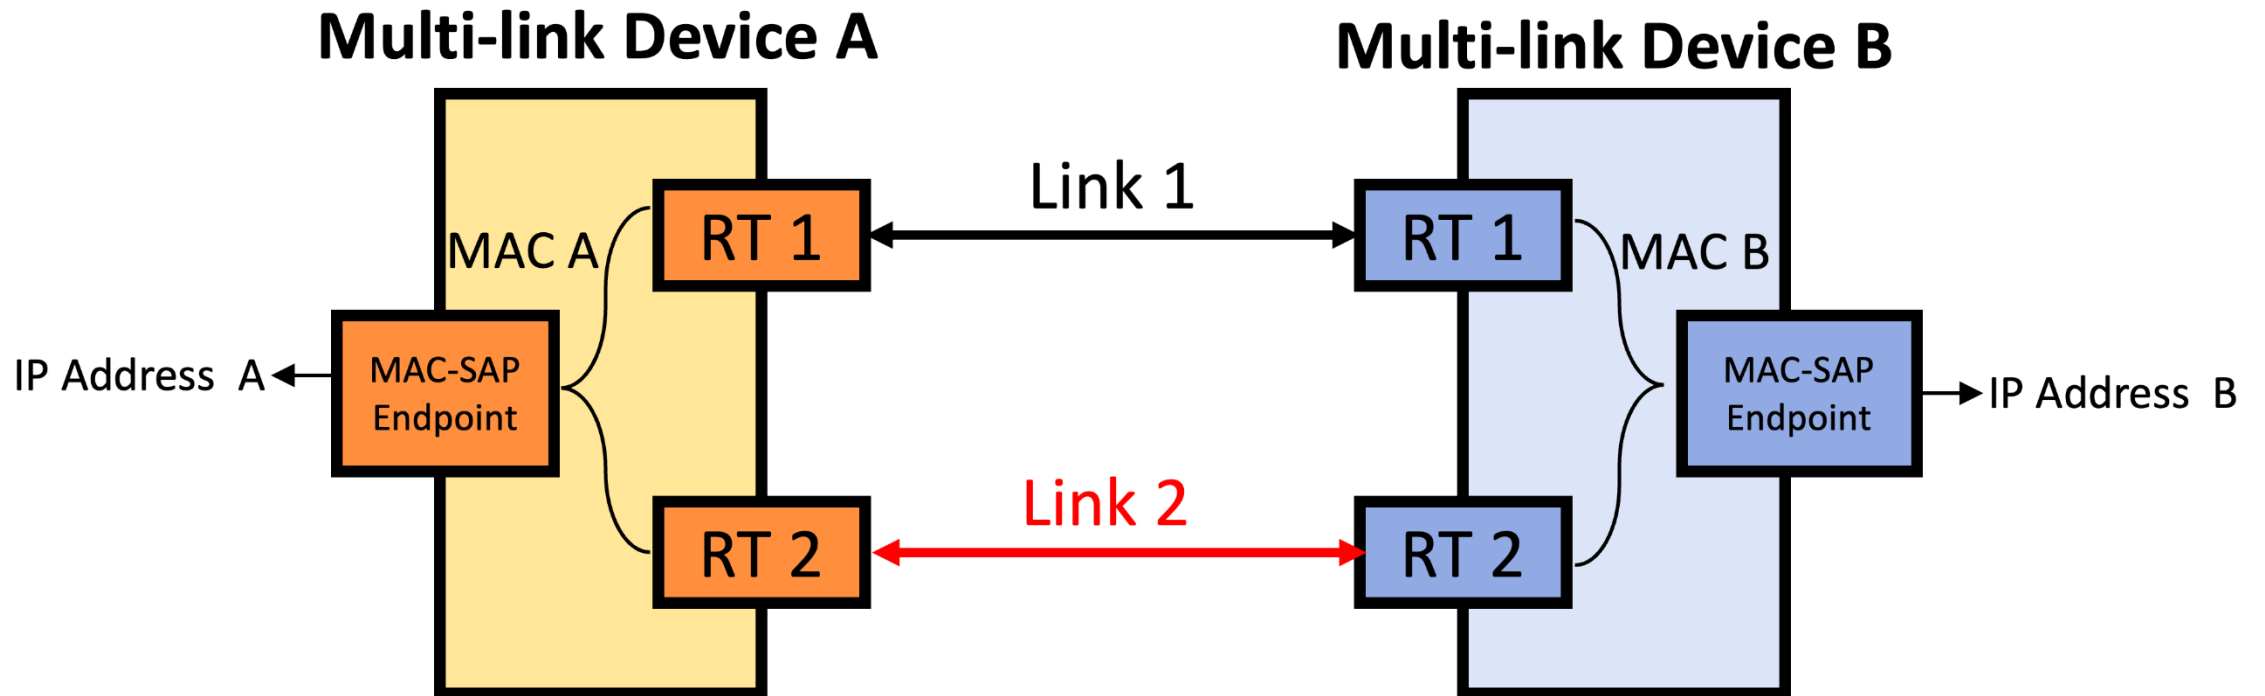 Multi-link Device A
Multi-link Device B
Link 1
RT 1
RT 1
MAC A
MAC B
MAC-SAP
Endpoint
MAC-SAP
Endpoint
IP Address A
IP Address B
Link 2
RT 2
RT 2